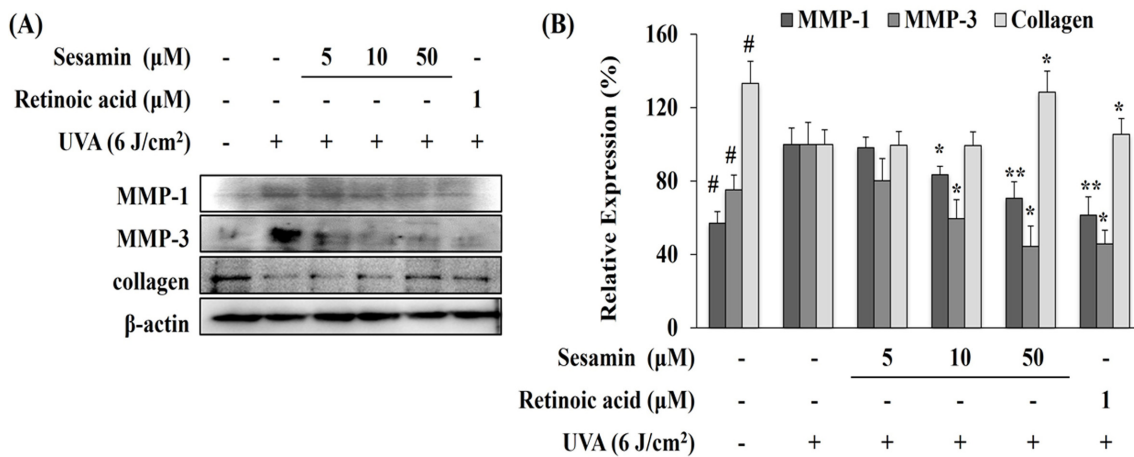 (A)
Sesamin (μM) - - 5 10 50 -
Retinoic acid (μM) - - - - - 1
UVA (6 J/cm²) - + + + + +
MMP-1
MMP-3
collagen
β-actin
(B)
MMP-1 MMP-3 Collagen
Relative Expression (%)
160
120
80
40
0
# # #
* *
** * *
** * *
Sesamin (μM) - - 5 10 50 -
Retinoic acid (μM) - - - - - 1
UVA (6 J/cm²) - + + + + +